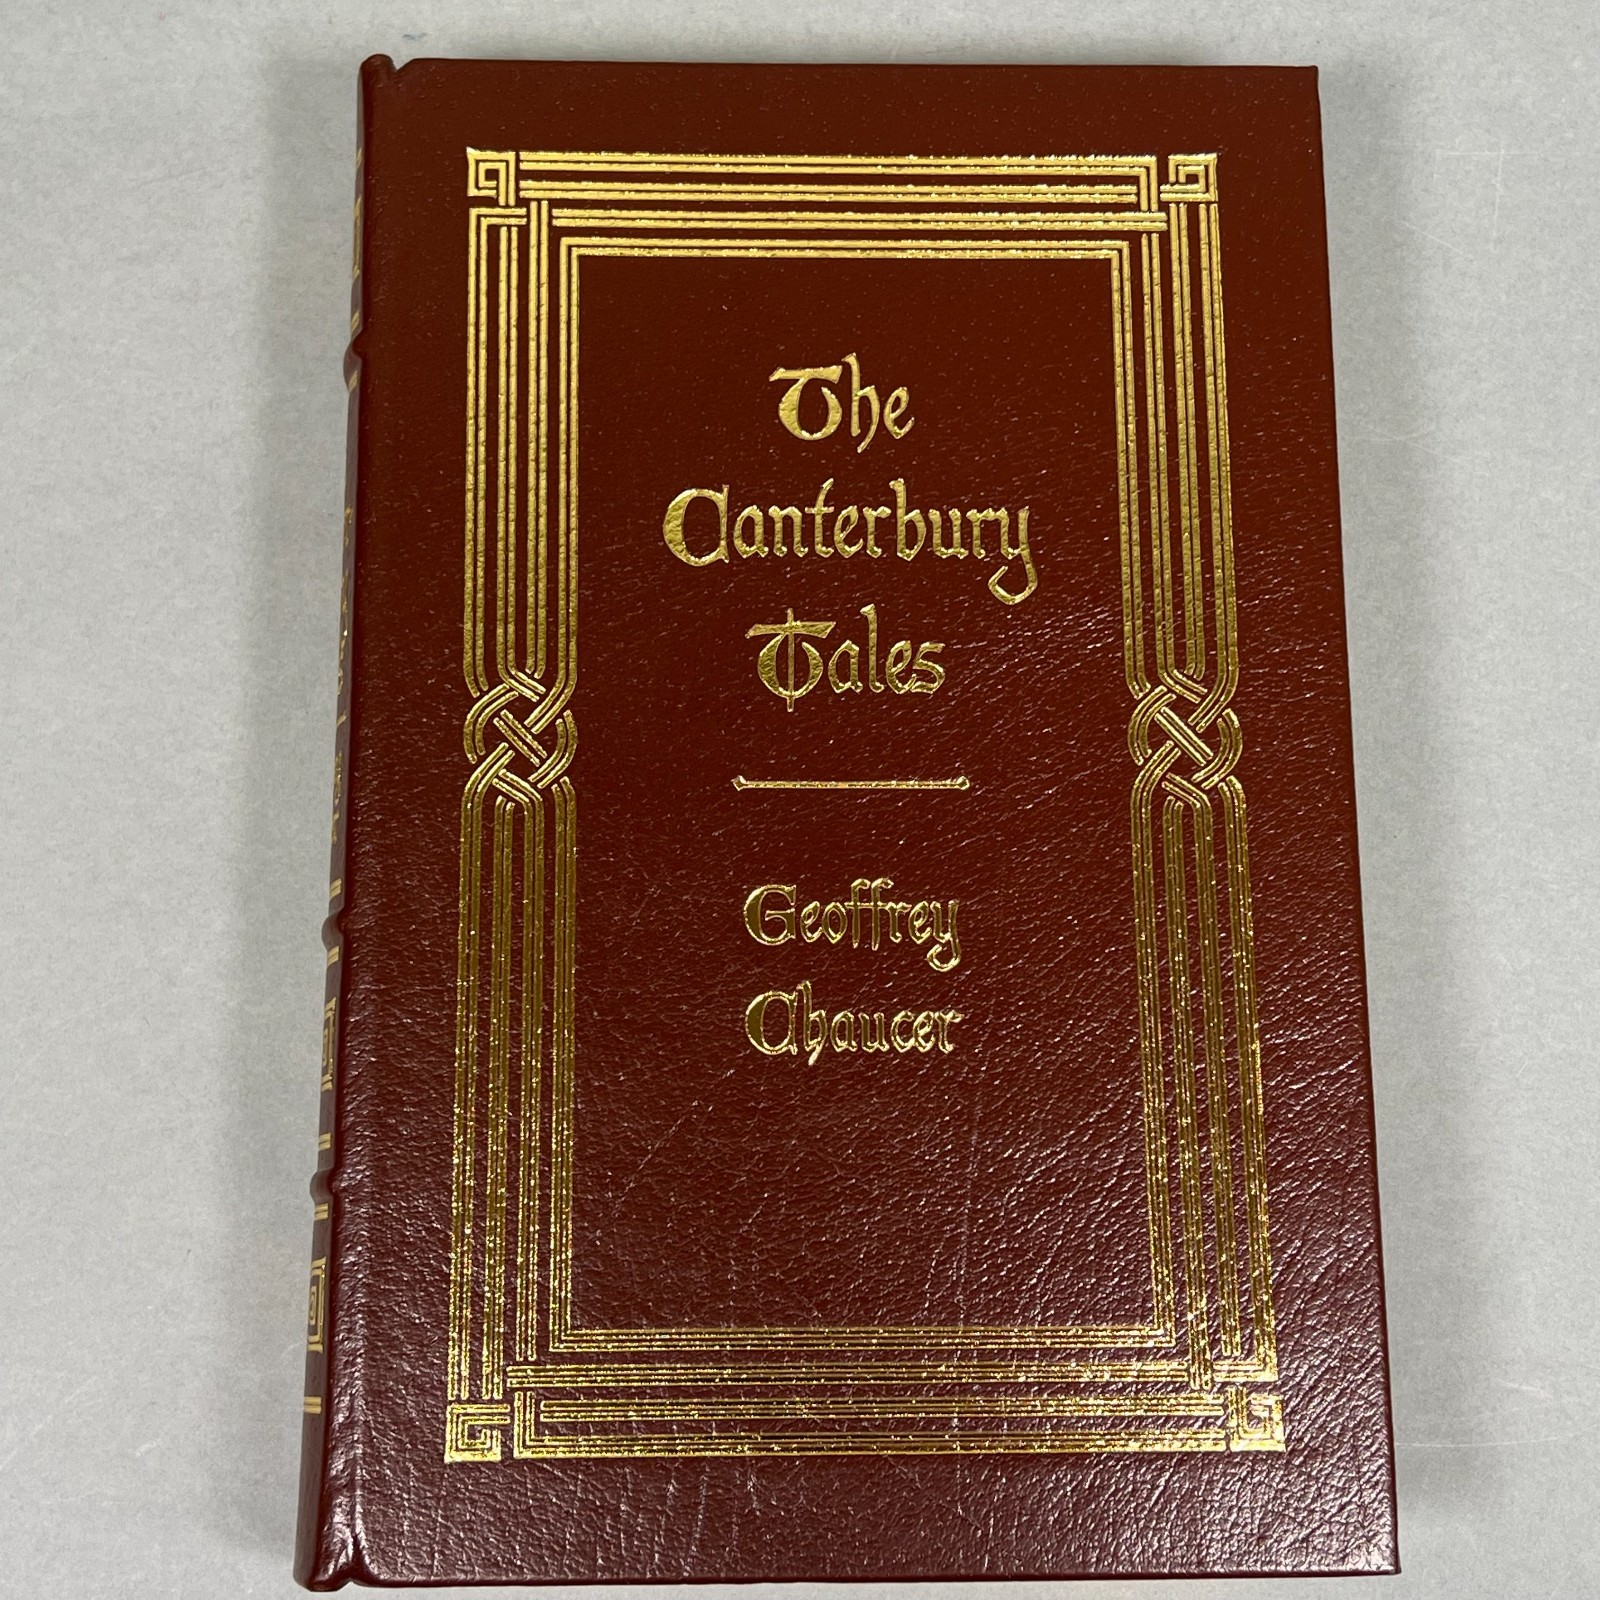 The
Canterbury
Tales
Geoffrey
Chaucer